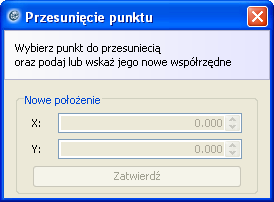 Przesunięcie punktu
Wybierz punkt do przesuniecią
oraz podaj lub wskaż jego nowe współrzędne
Nowe położenie
X: 0.000
Y: 0.000
Zatwierdź